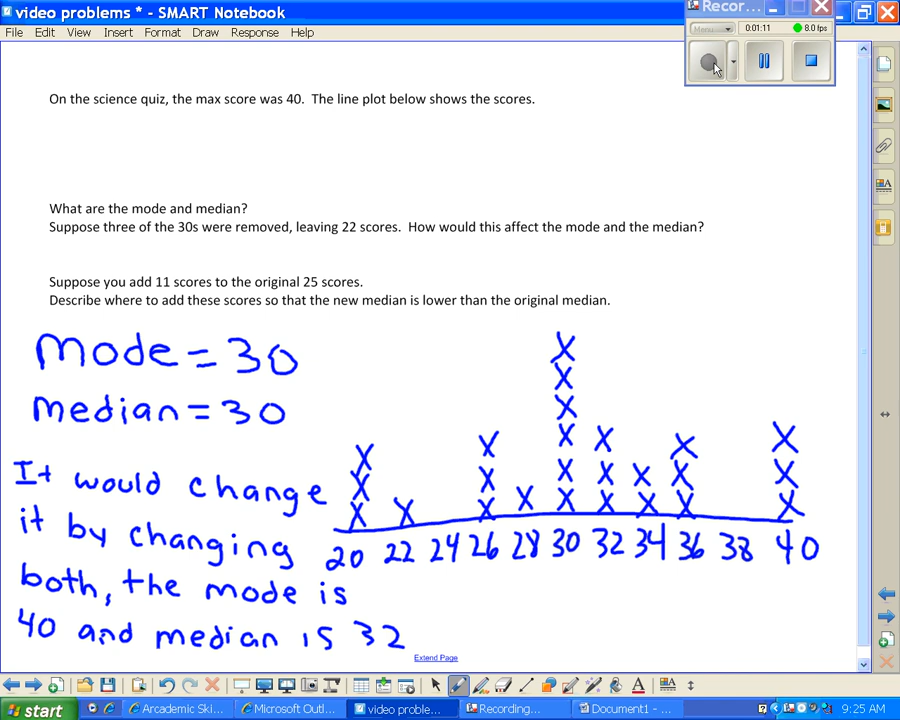 video problems * - SMART Notebook
Recor...
File Edit View Insert Format Draw Response Help
Menu
0:01:11
8.0 fps
On the science quiz, the max score was 40. The line plot below shows the scores.
What are the mode and median?
Suppose three of the 30s were removed, leaving 22 scores. How would this affect the mode and the median?
Suppose you add 11 scores to the original 25 scores.
Describe where to add these scores so that the new median is lower than the original median.
mode = 30
median = 30
It would change
it by changing
both, the mode is
40 and median is 32
X
X
X
X X X X X
X X X X X X X X
X X X X X X X X X
20 22 24 26 28 30 32 34 36 38 40
Extend Page
start
Arcademic Ski...
Microsoft Outl...
video proble...
Recording...
Document1 - ...
9:25 AM